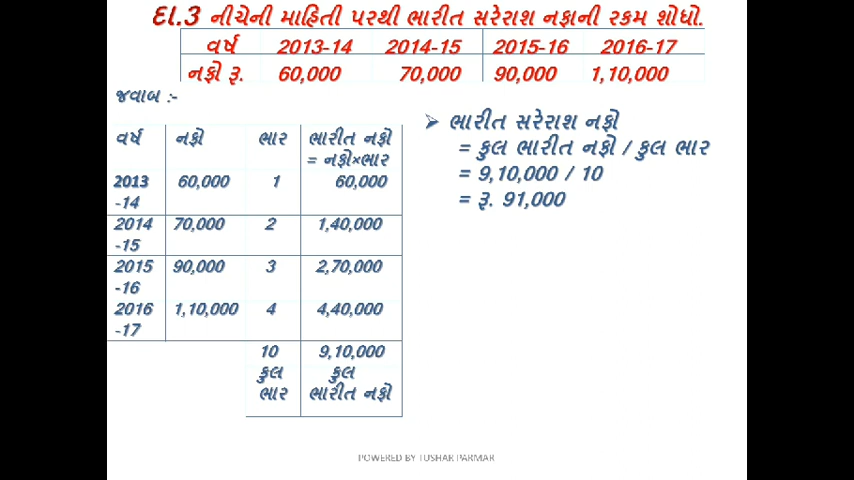 દા.3 નીચેની માહિતી પરથી ભારીત સરેરાશ નફાની રકમ શોધો.
વર્ષ 2013-14 2014-15 2015-16 2016-17
નફો રૂ. 60,000 70,000 90,000 1,10,000
જવાબ :-
વર્ષ નફો ભાર ભારીત નફો
= નફો×ભાર
2013 60,000 1 60,000
-14
2014 70,000 2 1,40,000
-15
2015 90,000 3 2,70,000
-16
2016 1,10,000 4 4,40,000
-17
10 9,10,000
કુલ કુલ
ભાર ભારીત નફો
➢ ભારીત સરેરાશ નફો
= કુલ ભારીત નફો / કુલ ભાર
= 9,10,000 / 10
= રૂ. 91,000
POWERED BY TUSHAR PARMAR